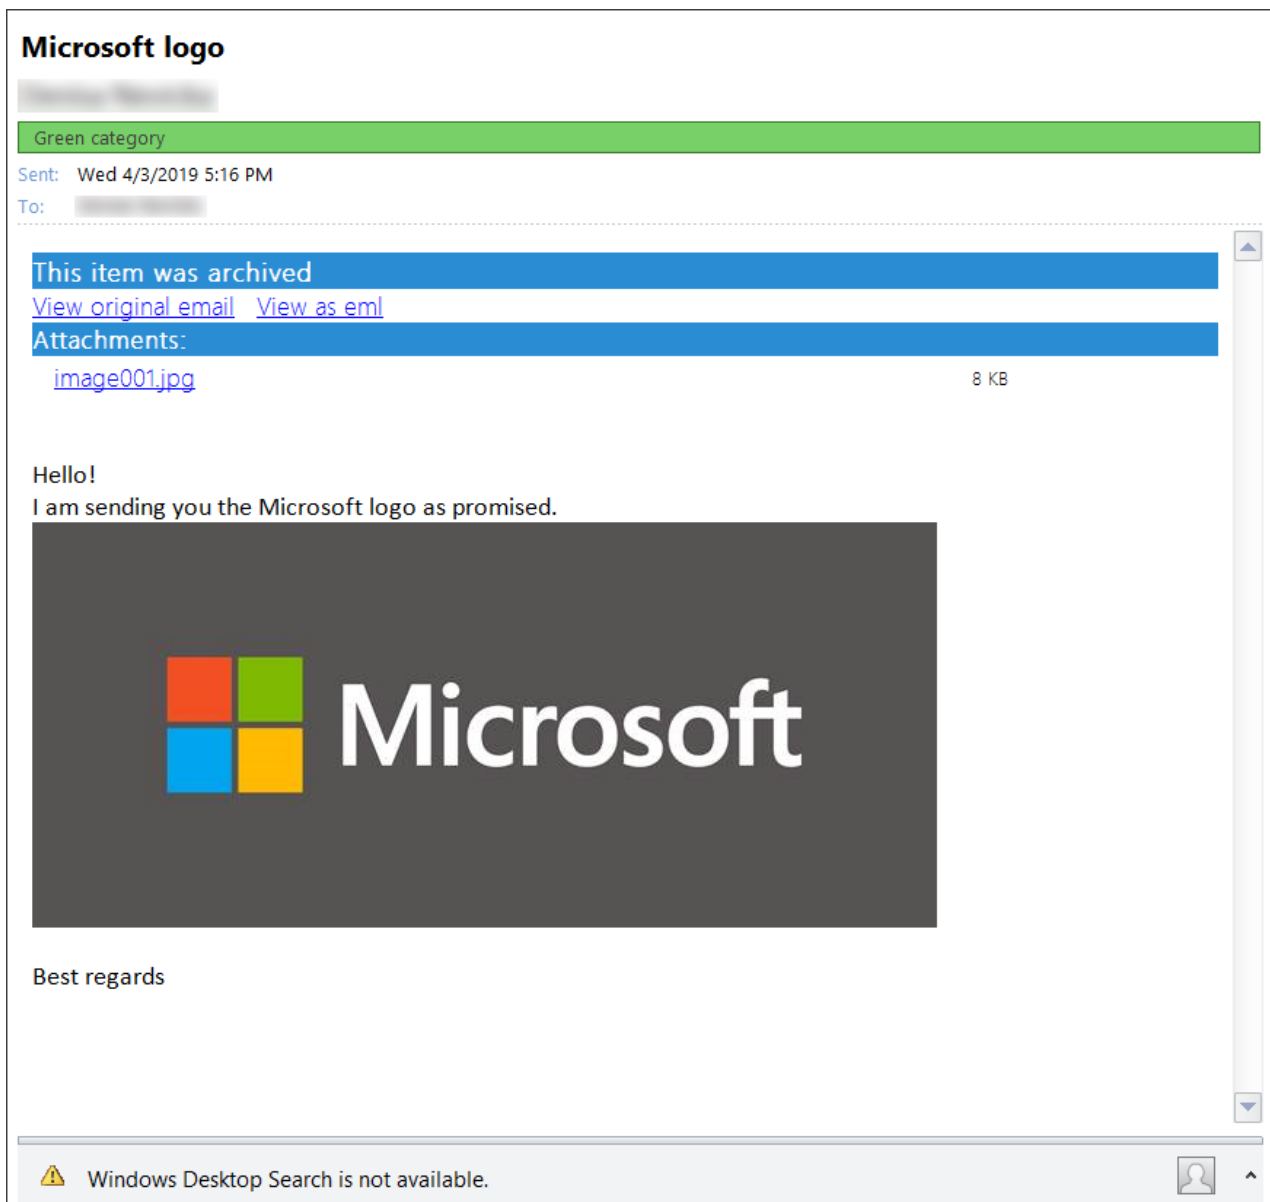 Microsoft logo
Green category
Sent: Wed 4/3/2019 5:16 PM
To:
This item was archived
View original email View as eml
Attachments:
image001.jpg 8 KB
Hello!
I am sending you the Microsoft logo as promised.
Microsoft
Best regards
Windows Desktop Search is not available.